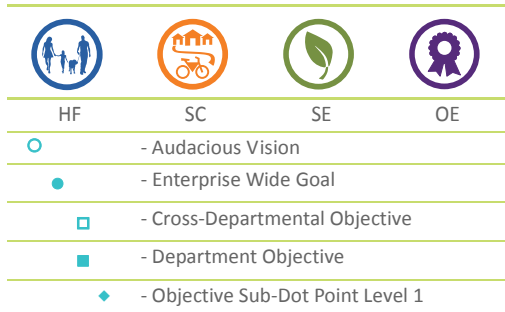 HF SC SE OE
- Audacious Vision
- Enterprise Wide Goal
- Cross-Departmental Objective
- Department Objective
- Objective Sub-Dot Point Level 1